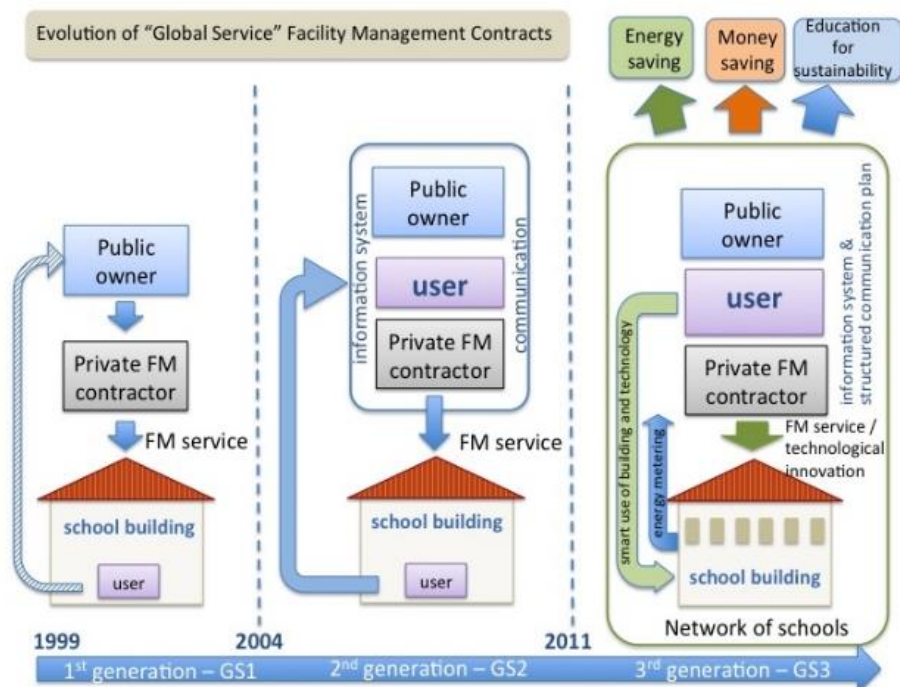 Evolution of “Global Service” Facility Management Contracts
Energy
saving
Money
saving
Education
for
sustainability
Public
owner
Private FM
contractor
FM service
school building
user
information system
Public
owner
user
Private FM
contractor
communication
FM service
school building
user
Public
owner
user
Private FM
contractor
information system &
structured communication plan
FM service /
technological
innovation
smart use of building and technology
energy metering
school building
Network of schools
1999
2004
2011
1st generation – GS1
2nd generation – GS2
3rd generation – GS3